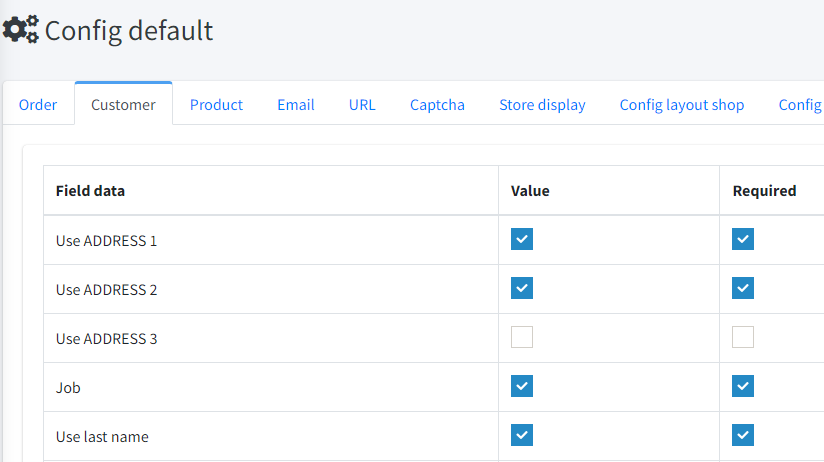 Config default
Order Customer Product Email URL Captcha Store display Config layout shop Config
Field data Value Required
Use ADDRESS 1
Use ADDRESS 2
Use ADDRESS 3
Job
Use last name